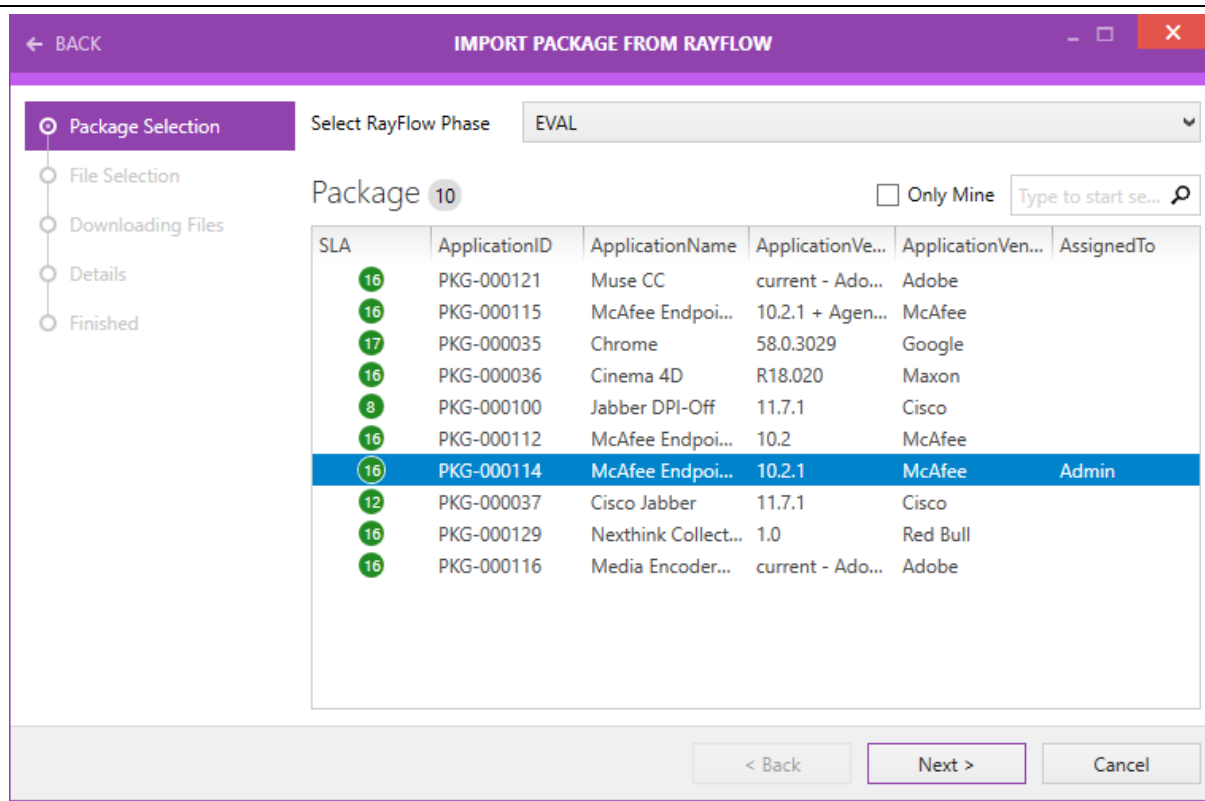 ← BACK IMPORT PACKAGE FROM RAYFLOW
Package Selection
File Selection
Downloading Files
Details
Finished
Select RayFlow Phase EVAL
Package 10 Only Mine Type to start se...
SLA ApplicationID ApplicationName ApplicationVe... ApplicationVen... AssignedTo
16 PKG-000121 Muse CC current - Ado... Adobe
16 PKG-000115 McAfee Endpoi... 10.2.1 + Agen... McAfee
17 PKG-000035 Chrome 58.0.3029 Google
16 PKG-000036 Cinema 4D R18.020 Maxon
8 PKG-000100 Jabber DPI-Off 11.7.1 Cisco
16 PKG-000112 McAfee Endpoi... 10.2 McAfee
16 PKG-000114 McAfee Endpoi... 10.2.1 McAfee Admin
12 PKG-000037 Cisco Jabber 11.7.1 Cisco
16 PKG-000129 Nexthink Collect... 1.0 Red Bull
16 PKG-000116 Media Encoder... current - Ado... Adobe
< Back Next > Cancel